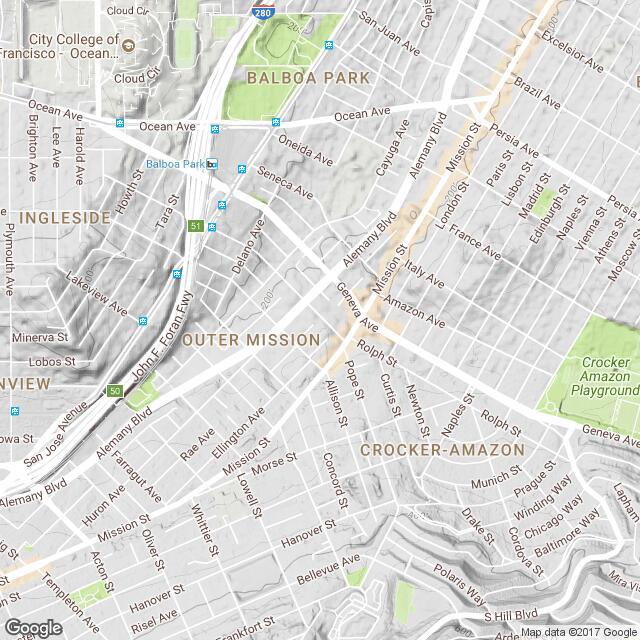 Cloud Cir
280
San Juan Ave
Excelsior Ave
City College of
Francisco - Ocean...
Cloud Cir
BALBOA PARK
Brazil Ave
Ocean Ave
Ocean Ave
Ocean Ave
Persia Ave
Brighton Ave
Lee Ave
Harold Ave
Oneida Ave
Cayuga Ave
Alemany Blvd
Mission St
Balboa Park
Seneca Ave
Howth St
Tara St
Paris St
Lisbon St
Madrid St
Edinburgh St
Naples St
Vienna St
Athens St
Moscow St
Persia
200'
200'
INGLESIDE
51
Delano Ave
Alemany Blvd
London St
France Ave
Plymouth Ave
Lakeview Ave
200'
200'
Mission St
Italy Ave
Geneva Ave
Amazon Ave
Minerva St
Lobos St
John F. Foran Fwy
OUTER MISSION
Rolph St
Crocker
Amazon
Playground
NVIEW
50
Allison St
Pope St
Curtis St
Newton St
Naples St
Rolph St
Geneva Ave
San Jose Avenue
Alemany Blvd
Rae Ave
Ellington Ave
Mission St
Morse St
CROCKER-AMAZON
Iowa St
Alemany Blvd
Farragut Ave
Huron Ave
Lowell St
Concord St
Munich St
Prague St
Winding Way
Chicago Way
Baltimore Way
Cordova St
Drake St
400'
Lapham
Mission St
Whittier St
Hanover St
Oliver St
Acton St
Templeton Ave
Bellevue Ave
Polaris Way
Hanover St
Risel Ave
Frankfort St
S Hill Blvd
Mira Vis
Google
Map data ©2017 Google